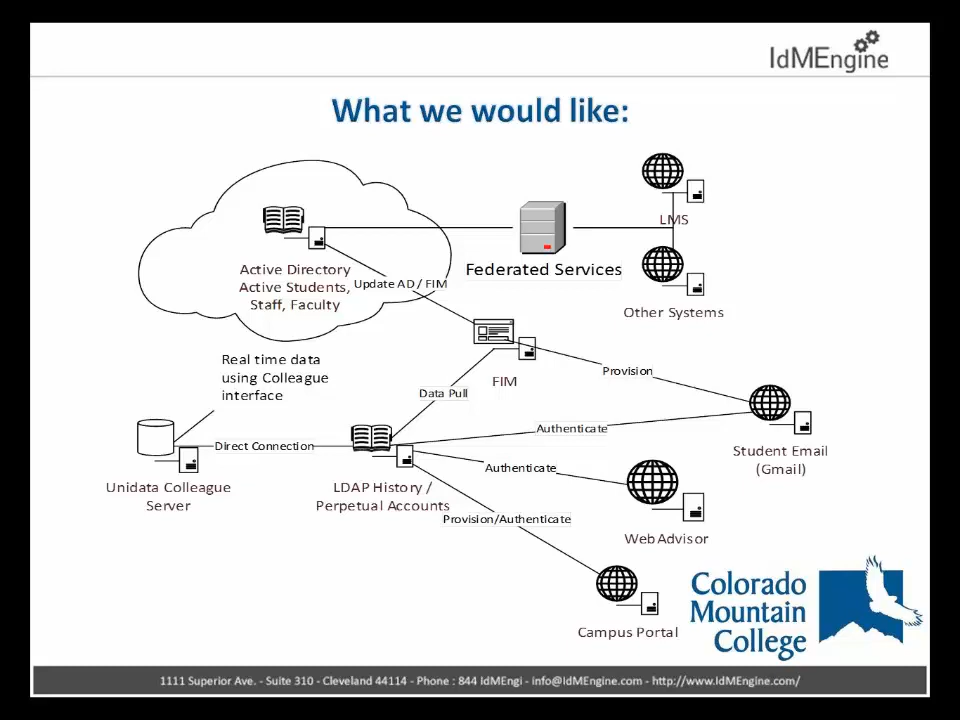 IdMEngine
What we would like:
LMS
Active Directory
Active Students,
Staff, Faculty
Federated Services
Update AD / FIM
Other Systems
Real time data
using Colleague
interface
FIM
Provision
Data Pull
Authenticate
Direct Connection
Student Email
(Gmail)
Authenticate
Unidata Colleague
Server
LDAP History /
Perpetual Accounts
Provision/Authenticate
WebAdvisor
Colorado
Mountain
College
Campus Portal
1111 Superior Ave. - Suite 310 - Cleveland 44114 - Phone : 844 IdMEngi - info@IdMEngine.com - http://www.IdMEngine.com/